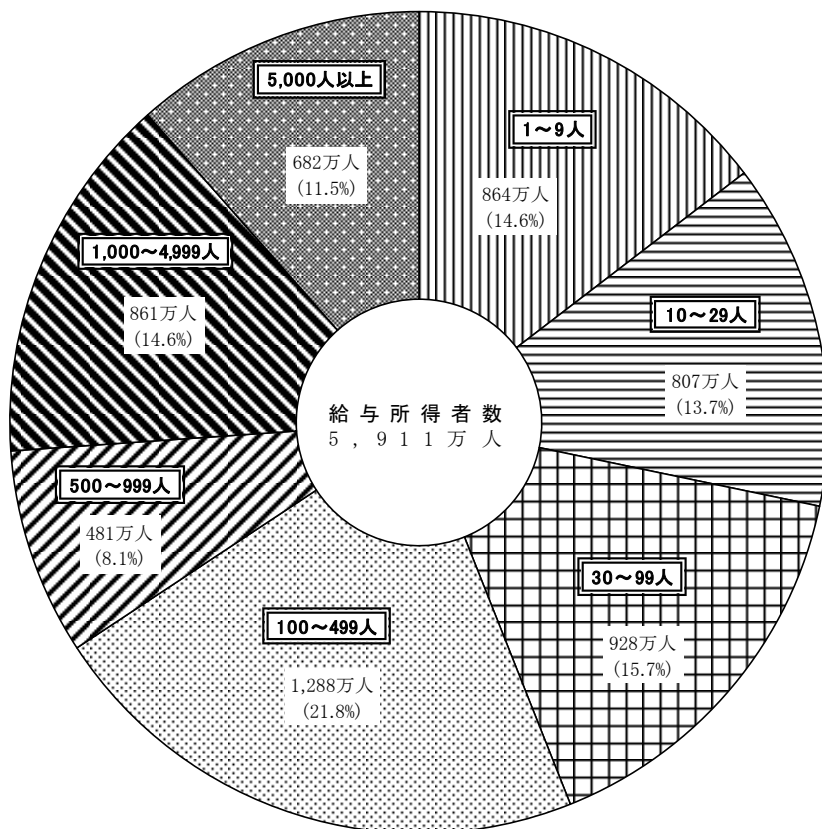 5,000人以上
682万人
(11.5%)
1～9人
864万人
(14.6%)
10～29人
807万人
(13.7%)
30～99人
928万人
(15.7%)
100～499人
1,288万人
(21.8%)
500～999人
481万人
(8.1%)
1,000～4,999人
861万人
(14.6%)
給与所得者数
5,911万人